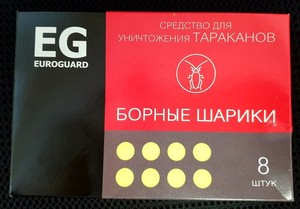 EG
EUROGUARD
СРЕДСТВО ДЛЯ
УНИЧТОЖЕНИЯ ТАРАКАНОВ
БОРНЫЕ ШАРИКИ
8
ШТУК